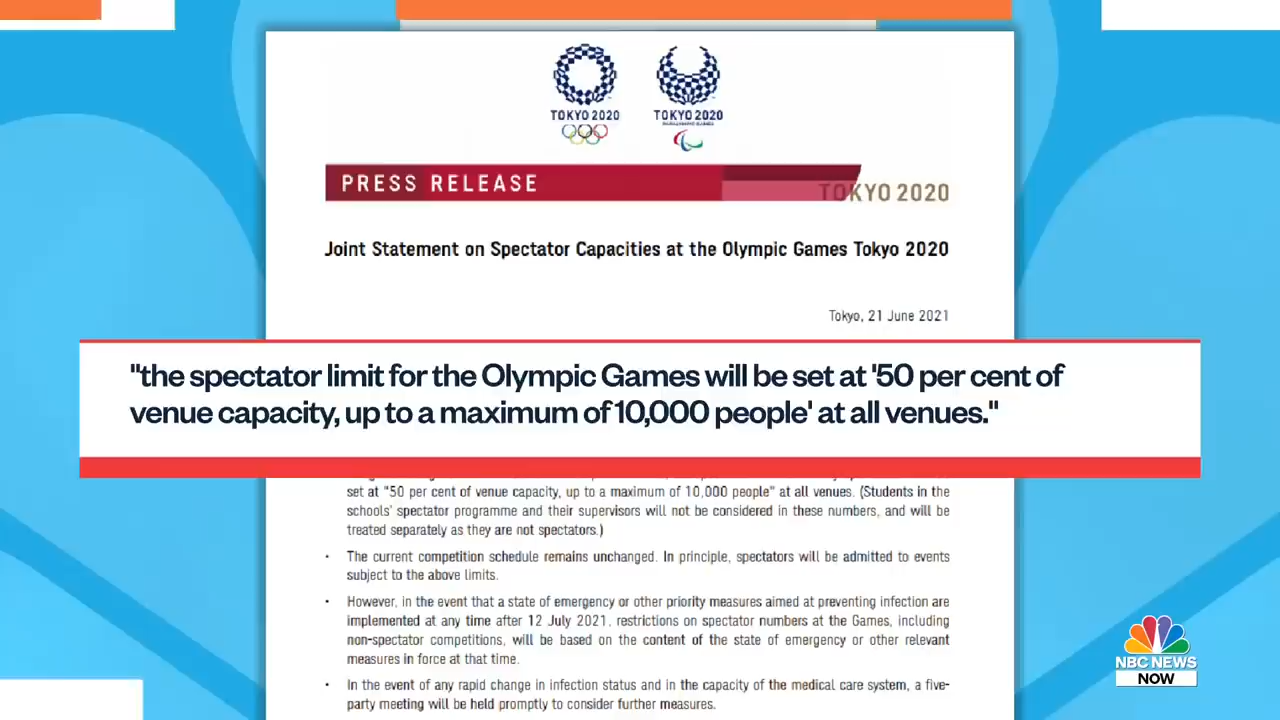 TOKYO 2020
TOKYO 2020
PARALYMPIC GAMES
PRESS RELEASE
TOKYO 2020
Joint Statement on Spectator Capacities at the Olympic Games Tokyo 2020
Tokyo, 21 June 2021
"the spectator limit for the Olympic Games will be set at '50 per cent of
venue capacity, up to a maximum of 10,000 people' at all venues."
set at "50 per cent of venue capacity, up to a maximum of 10,000 people" at all venues. (Students in the
schools' spectator programme and their supervisors will not be considered in these numbers, and will be
treated separately as they are not spectators.)
· The current competition schedule remains unchanged. In principle, spectators will be admitted to events
subject to the above limits.
· However, in the event that a state of emergency or other priority measures aimed at preventing infection are
implemented at any time after 12 July 2021, restrictions on spectator numbers at the Games, including
non-spectator competitions, will be based on the content of the state of emergency or other relevant
measures in force at that time.
· In the event of any rapid change in infection status and in the capacity of the medical care system, a five-
party meeting will be held promptly to consider further measures.
NBC NEWS
NOW